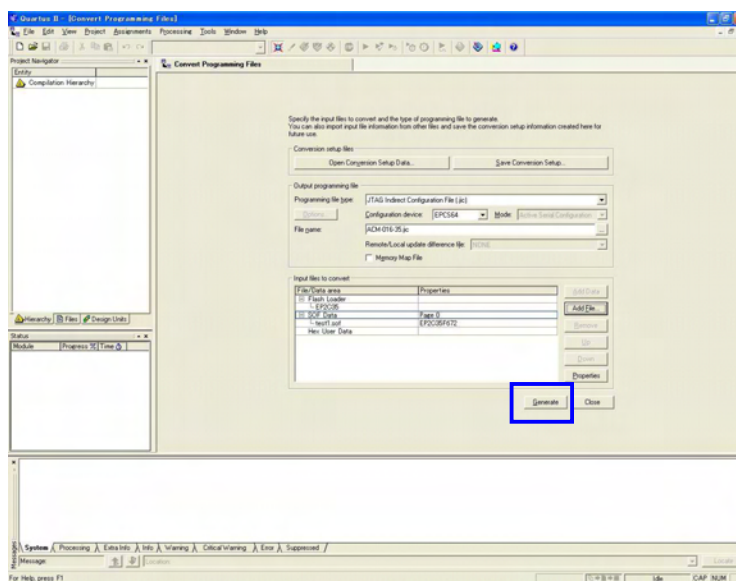 Quartus II - [Convert Programming Files]
File Edit View Project Assignments Processing Tools Window Help
Project Navigator
Entity
Compilation Hierarchy
Hierarchy Files Design Units
Status
Module Progress % Time
Convert Programming Files
Specify the input files to convert and the type of programming file to generate.
You can also import input file information from other files and save the conversion setup information created here for
future use.
Conversion setup files
Open Conversion Setup Data...
Save Conversion Setup...
Output programming file
Programming file type: JTAG Indirect Configuration File (.jic)
Options... Configuration device: EPCS64 Mode: Active Serial Configuration
File name: ACM-016-35.jic ...
Remote/Local update difference file: NONE
Memory Map File
Input files to convert
File/Data area Properties
Flash Loader
EP2C35
SOF Data Page 0
test1.sof EP2C35F672
Hex User Data
Add Data
Add File...
Remove
Up
Down
Properties
Generate Close
System Processing Extra Info Info Warning Critical Warning Error Suppressed
Messages
Message: Location: Locate
For Help, press F1 Idle CAP NUM